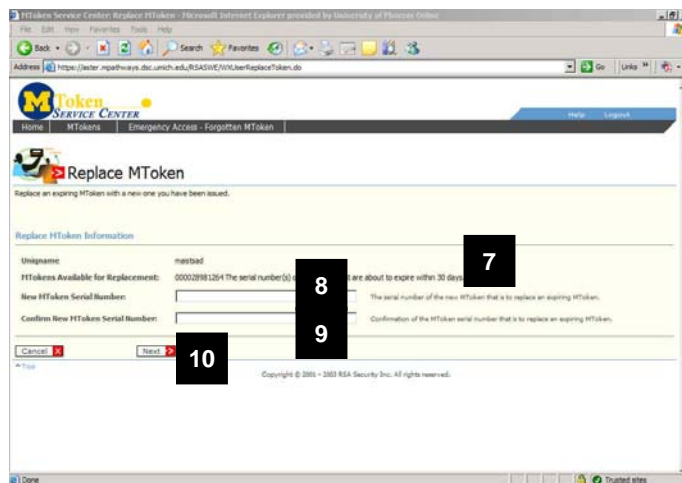 MToken Service Center: Replace MToken - Microsoft Internet Explorer provided by University of Phoenix Online
File Edit View Favorites Tools Help
Back Search Favorites
Address https://aster.mpathways.dsc.umich.edu/RSASWE/WXUserReplaceToken.do Go Links
M Token
SERVICE CENTER
Help Logout
Home MTokens Emergency Access - Forgotten MToken
Replace MToken
Replace an expiring MToken with a new one you have been issued.
Replace MToken Information
Uniqname
MTokens Available for Replacement: 000028981264 The serial number(s) are about to expire within 30 days.
7
8
New MToken Serial Number: The serial number of the new MToken that is to replace an expiring MToken.
Confirm New MToken Serial Number: Confirmation of the MToken serial number that is to replace an expiring MToken.
9
Cancel X Next
10
Top
Copyright © 2001 - 2003 RSA Security Inc. All rights reserved.
Done Trusted sites